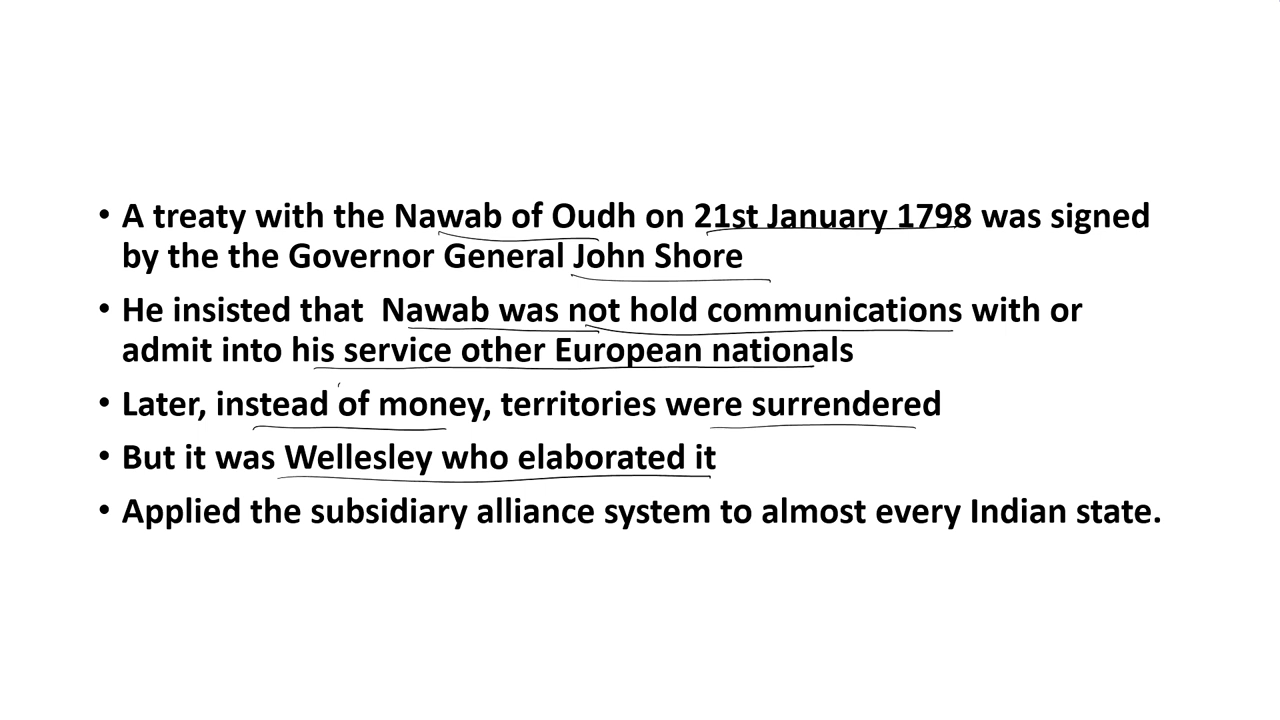 • A treaty with the Nawab of Oudh on 21st January 1798 was signed
by the the Governor General John Shore
• He insisted that  Nawab was not hold communications with or
admit into his service other European nationals
• Later, instead of money, territories were surrendered
• But it was Wellesley who elaborated it
• Applied the subsidiary alliance system to almost every Indian state.